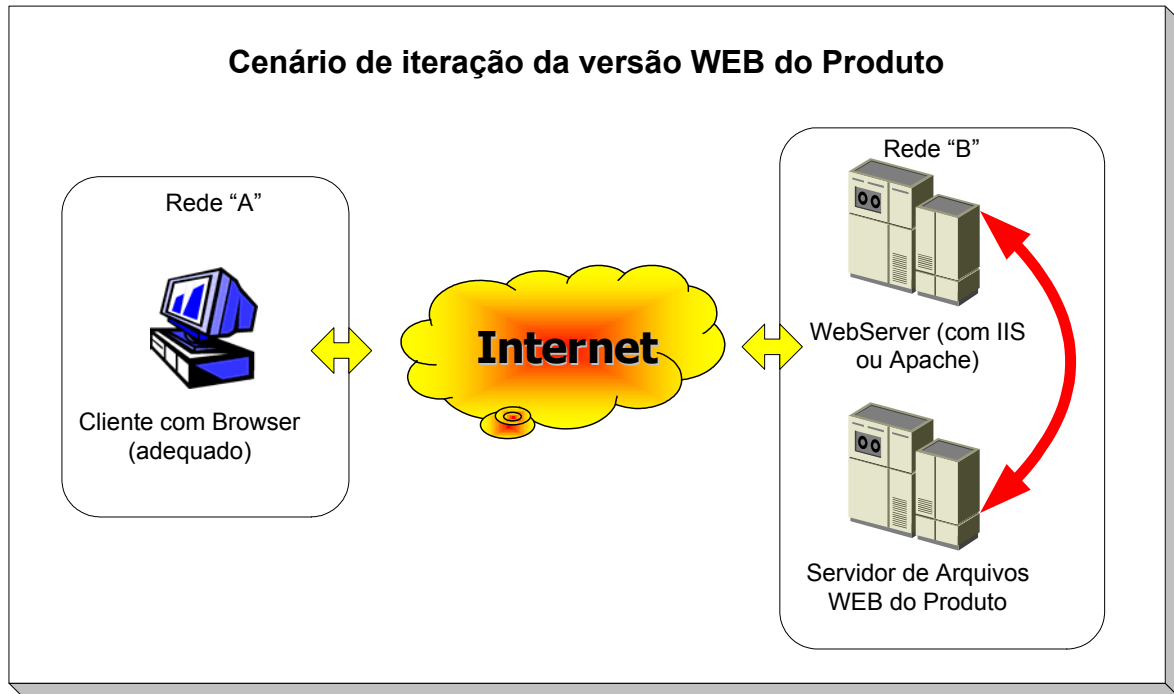 Cenário de iteração da versão WEB do Produto
Rede “A”
Cliente com Browser
(adequado)
Internet
Rede “B”
WebServer (com IIS
ou Apache)
Servidor de Arquivos
WEB do Produto